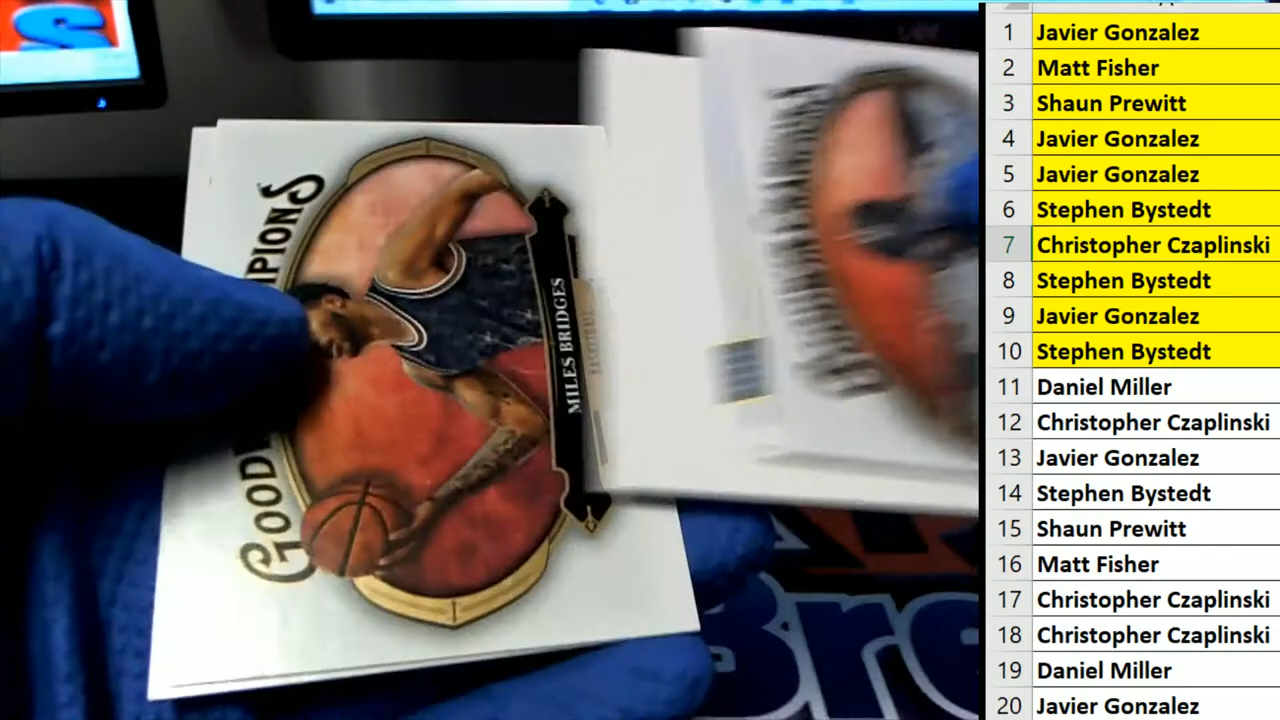 S
GOOD
PIONS
MILES BRIDGES
Bre
1 Javier Gonzalez
2 Matt Fisher
3 Shaun Prewitt
4 Javier Gonzalez
5 Javier Gonzalez
6 Stephen Bystedt
7 Christopher Czaplinski
8 Stephen Bystedt
9 Javier Gonzalez
10 Stephen Bystedt
11 Daniel Miller
12 Christopher Czaplinski
13 Javier Gonzalez
14 Stephen Bystedt
15 Shaun Prewitt
16 Matt Fisher
17 Christopher Czaplinski
18 Christopher Czaplinski
19 Daniel Miller
20 Javier Gonzalez